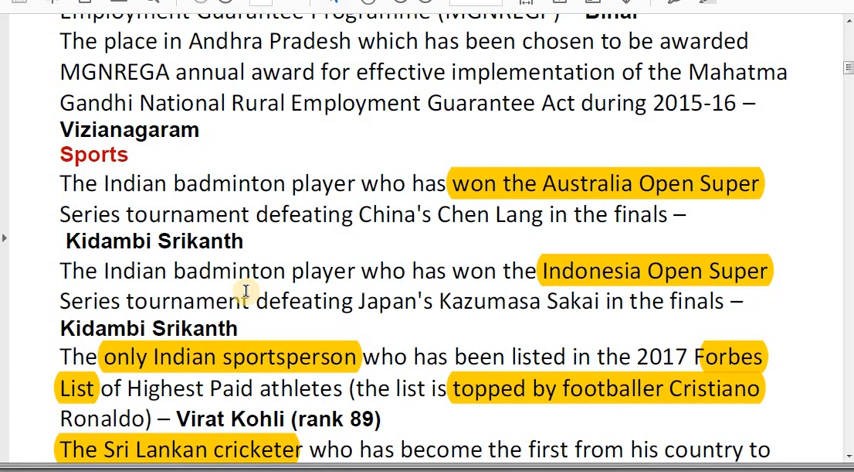 Employment Guarantee Programme (MGNREGP) – Bihar
The place in Andhra Pradesh which has been chosen to be awarded
MGNREGA annual award for effective implementation of the Mahatma
Gandhi National Rural Employment Guarantee Act during 2015-16 –
Vizianagaram
Sports
The Indian badminton player who has won the Australia Open Super
Series tournament defeating China's Chen Lang in the finals –
Kidambi Srikanth
The Indian badminton player who has won the Indonesia Open Super
Series tournament defeating Japan's Kazumasa Sakai in the finals –
Kidambi Srikanth
The only Indian sportsperson who has been listed in the 2017 Forbes
List of Highest Paid athletes (the list is topped by footballer Cristiano
Ronaldo) – Virat Kohli (rank 89)
The Sri Lankan cricketer who has become the first from his country to